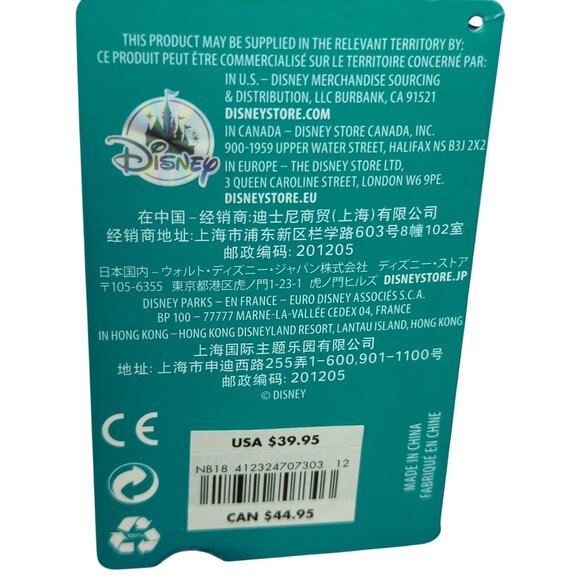 THIS PRODUCT MAY BE SUPPLIED IN THE RELEVANT TERRITORY BY:
CE PRODUIT PEUT ÊTRE COMMERCIALISÉ SUR LE TERRITOIRE CONCERNÉ PAR:
IN U.S. – DISNEY MERCHANDISE SOURCING
& DISTRIBUTION, LLC BURBANK, CA 91521
DISNEYSTORE.COM
IN CANADA – DISNEY STORE CANADA, INC.
900-1959 UPPER WATER STREET, HALIFAX NS B3J 2X2
IN EUROPE – THE DISNEY STORE LTD,
3 QUEEN CAROLINE STREET, LONDON W6 9PE.
DISNEYSTORE.EU
DISNEY
在中国-经销商:迪士尼商贸(上海)有限公司
经销商地址:上海市浦东新区栏学路603号8幢102室
邮政编码: 201205
日本国内-ウォルト・ディズニー・ジャパン株式会社 ディズニー・ストア
〒105-6355 東京都港区虎ノ門1-23-1 虎ノ門ヒルズ DISNEYSTORE.JP
DISNEY PARKS - EN FRANCE - EURO DISNEY ASSOCIÉS S.C.A.
BP 100 – 77777 MARNE-LA-VALLÉE CEDEX 04, FRANCE
IN HONG KONG – HONG KONG DISNEYLAND RESORT, LANTAU ISLAND, HONG KONG
上海国际主题乐园有限公司
地址: 上海市申迪西路255弄1-600,901-1100号
邮政编码: 201205
© DISNEY
CE
USA $39.95
NB18 412324707303 12
CAN $44.95
MADE IN CHINA
FABRIQUÉ EN CHINE